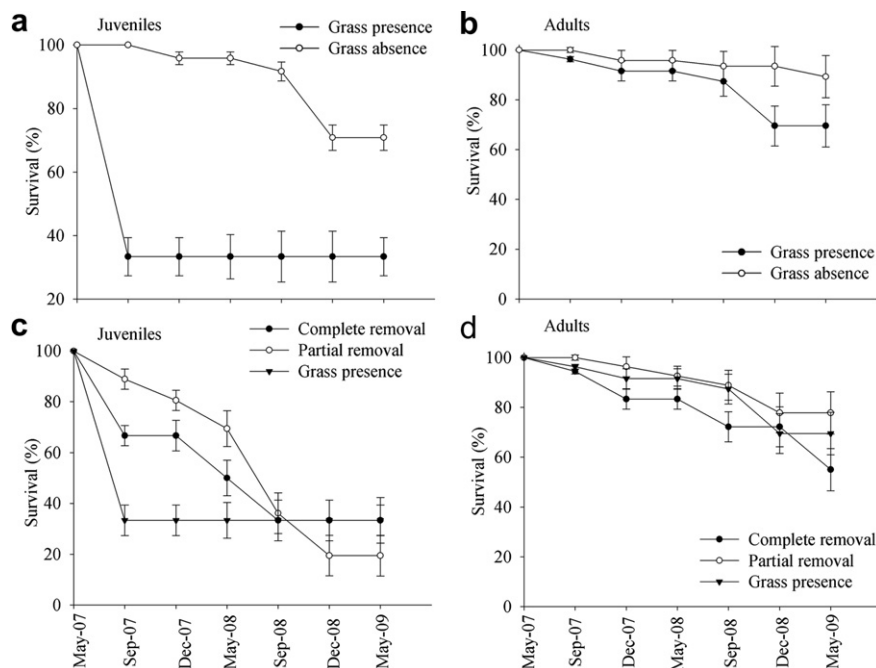 a
Juveniles
Grass presence
Grass absence
100
80
60
40
20
Survival (%)
b
Adults
100
80
60
40
20
0
Survival (%)
Grass presence
Grass absence
c
Juveniles
Complete removal
Partial removal
Grass presence
100
80
60
40
20
0
Survival (%)
May-07
Sep-07
Dec-07
May-08
Sep-08
Dec-08
May-09
d
Adults
100
80
60
40
20
0
Survival (%)
Complete removal
Partial removal
Grass presence
May-07
Sep-07
Dec-07
May-08
Sep-08
Dec-08
May-09